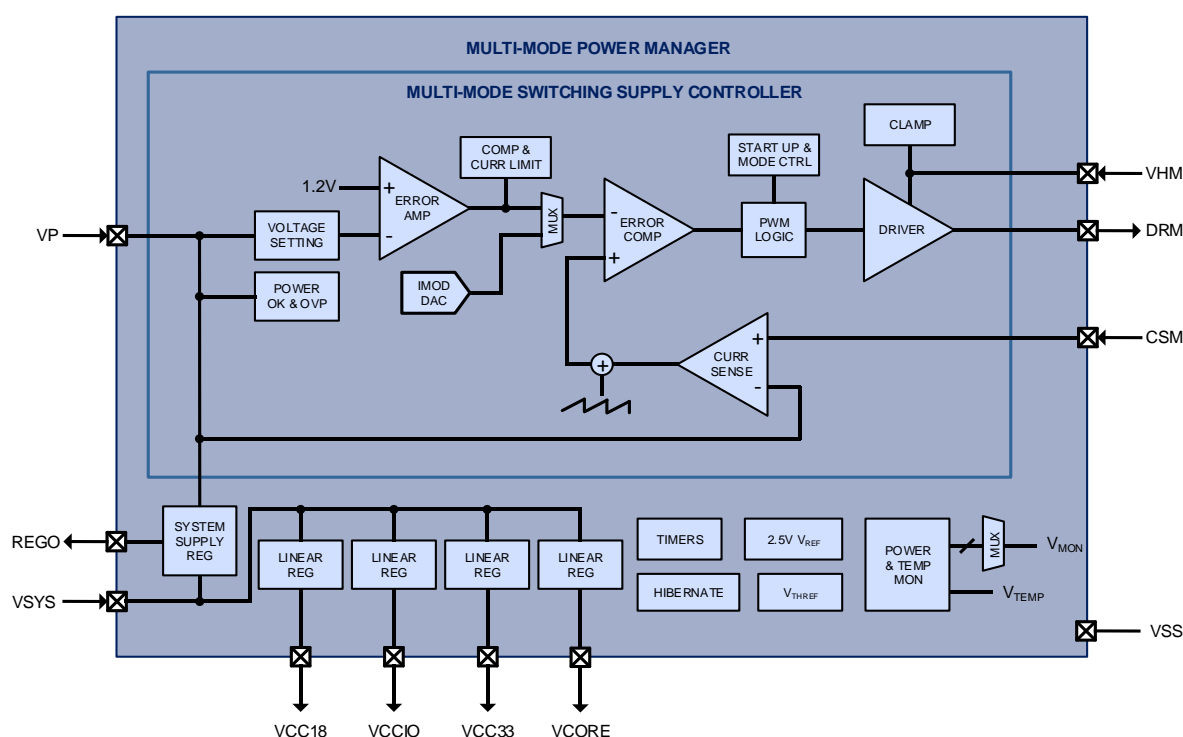 MULTI-MODE POWER MANAGER
MULTI-MODE SWITCHING SUPPLY CONTROLLER
CLAMP
COMP &
CURR LIMIT
START UP &
MODE CTRL
VHM
1.2V
+
ERROR
AMP
-
MUX
-
ERROR
COMP
+
PWM
LOGIC
DRIVER
DRM
VP
VOLTAGE
SETTING
POWER
OK & OVP
IMOD
DAC
+
CURR
SENSE
-
CSM
+
REGO
SYSTEM
SUPPLY
REG
VSYS
LINEAR
REG
LINEAR
REG
LINEAR
REG
LINEAR
REG
TIMERS
2.5V VREF
HIBERNATE
VTHREF
POWER
& TEMP
MON
MUX
VMON
VTEMP
VSS
VCC18
VCCIO
VCC33
VCORE